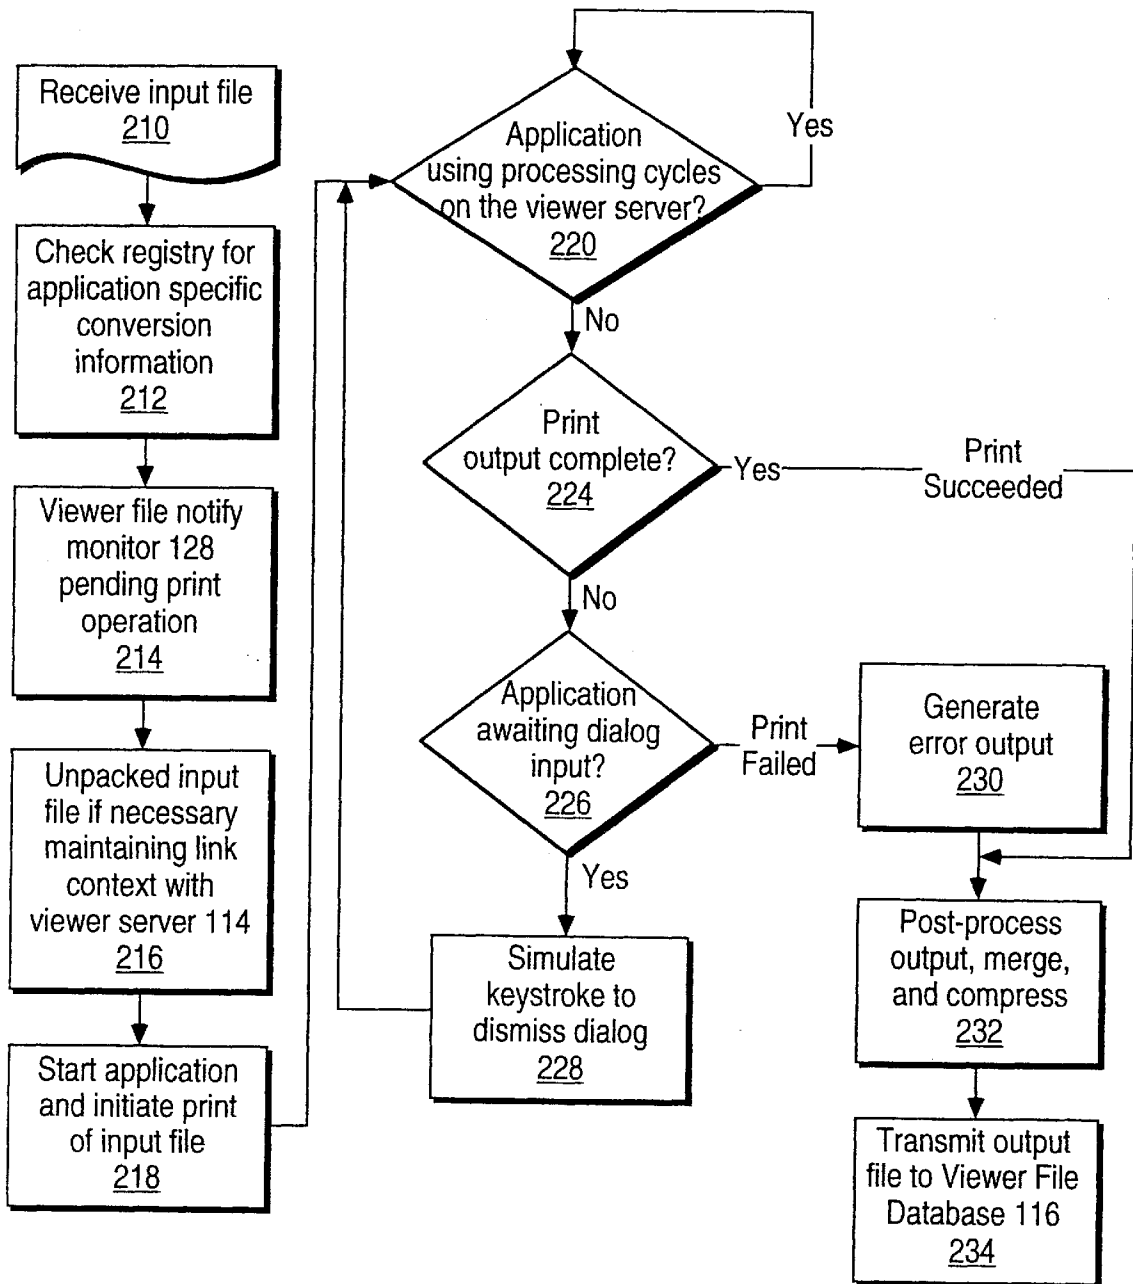 Receive input file
210
Check registry for
application specific
conversion
information
212
Viewer file notify
monitor 128
pending print
operation
214
Unpacked input
file if necessary
maintaining link
context with
viewer server 114
216
Start application
and initiate print
of input file
218
Application
using processing cycles
on the viewer server?
220
Yes
No
Print
output complete?
224
Yes
Print
Succeeded
No
Application
awaiting dialog
input?
226
Print
Failed
Yes
Simulate
keystroke to
dismiss dialog
228
Generate
error output
230
Post-process
output, merge,
and compress
232
Transmit output
file to Viewer File
Database 116
234